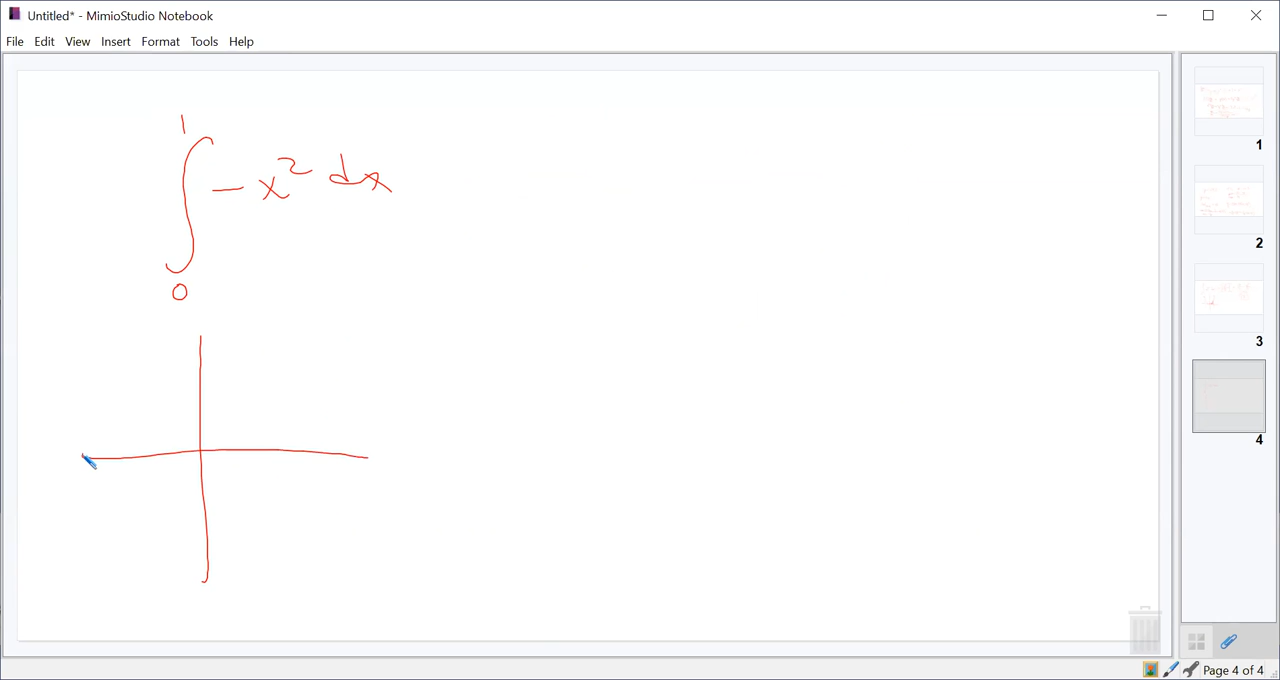 Untitled* - MimioStudio Notebook
File Edit View Insert Format Tools Help
1
∫ - x² dx
0
1
2
3
4
Page 4 of 4